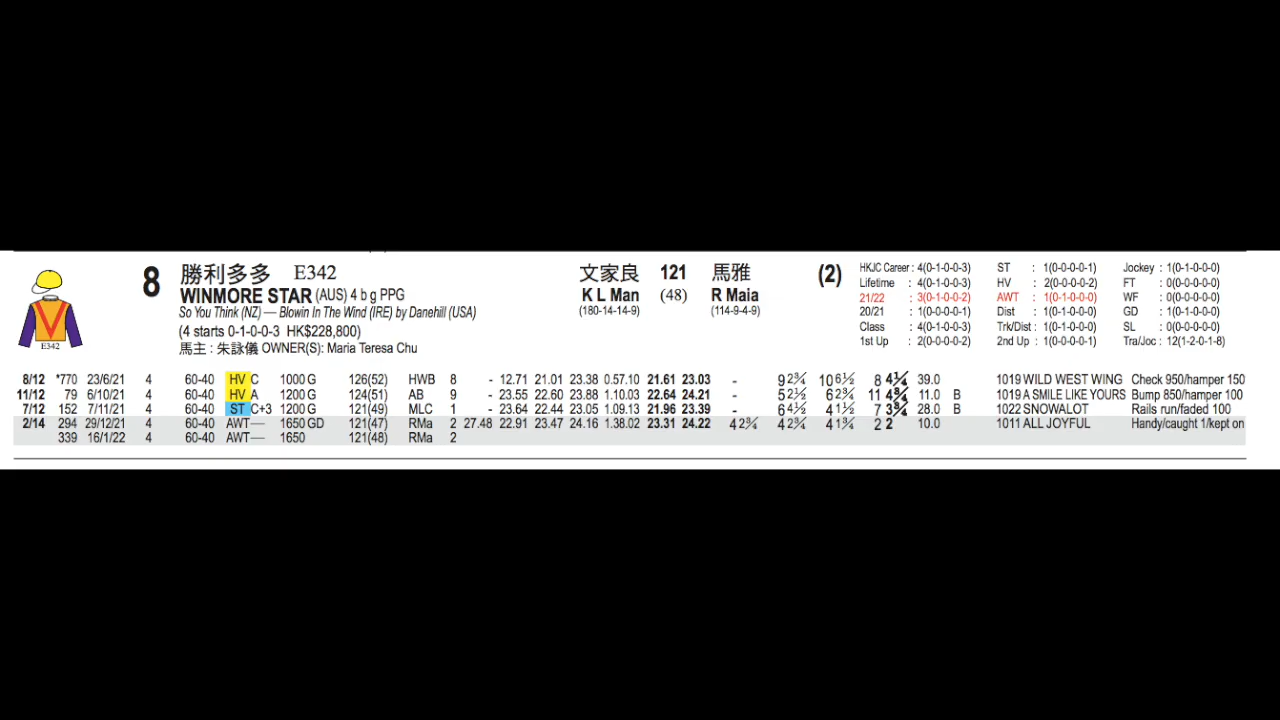 8 勝利多多 E342 文家良 121 馬雅 (2) HKJC Career : 4(0-1-0-0-3) ST : 1(0-0-0-0-1) Jockey : 1(0-1-0-0-0)
WINMORE STAR (AUS) 4 b g PPG K L Man (48) R Maia Lifetime : 4(0-1-0-0-3) HV : 2(0-0-0-0-2) FT : 0(0-0-0-0-0)
So You Think (NZ) — Blowin In The Wind (IRE) by Danehill (USA) (180-14-14-9) (114-9-4-9) 21/22 : 3(0-1-0-0-2) AWT : 1(0-1-0-0-0) WF : 0(0-0-0-0-0)
20/21 : 1(0-0-0-0-1) Dist : 1(0-1-0-0-0) GD : 1(0-1-0-0-0)
(4 starts 0-1-0-0-3 HK$228,800) Class : 4(0-1-0-0-3) Trk/Dist : 1(0-1-0-0-0) SL : 0(0-0-0-0-0)
E342 馬主 : 朱詠儀 OWNER(S): Maria Teresa Chu 1st Up : 2(0-0-0-0-2) 2nd Up : 1(0-0-0-0-1) Tra/Joc : 12(1-2-0-1-8)
8/12 *770 23/6/21 4 60-40 HV C 1000 G 126(52) HWB 8 - 12.71 21.01 23.38 0.57.10 21.61 23.03 - 9 2¾ 10 6½ 8 4¼ 39.0 1019 WILD WEST WING Check 950/hamper 150
11/12 79 6/10/21 4 60-40 HV A 1200 G 124(51) AB 9 - 23.55 22.60 23.88 1.10.03 22.64 24.21 - 5 2½ 6 2¾ 11 4¾ 11.0 B 1019 A SMILE LIKE YOURS Bump 850/hamper 100
7/12 152 7/11/21 4 60-40 ST C+3 1200 G 121(49) MLC 1 - 23.64 22.44 23.05 1.09.13 21.96 23.39 - 6 4½ 4 1½ 7 3¾ 28.0 B 1022 SNOWALOT Rails run/faded 100
2/14 294 29/12/21 4 60-40 AWT— 1650 GD 121(47) RMa 2 27.48 22.91 23.47 24.16 1.38.02 23.31 24.22 4 2¾ 4 2¾ 4 1¾ 2 2 10.0 1011 ALL JOYFUL Handy/caught 1/kept on
339 16/1/22 4 60-40 AWT— 1650 121(48) RMa 2